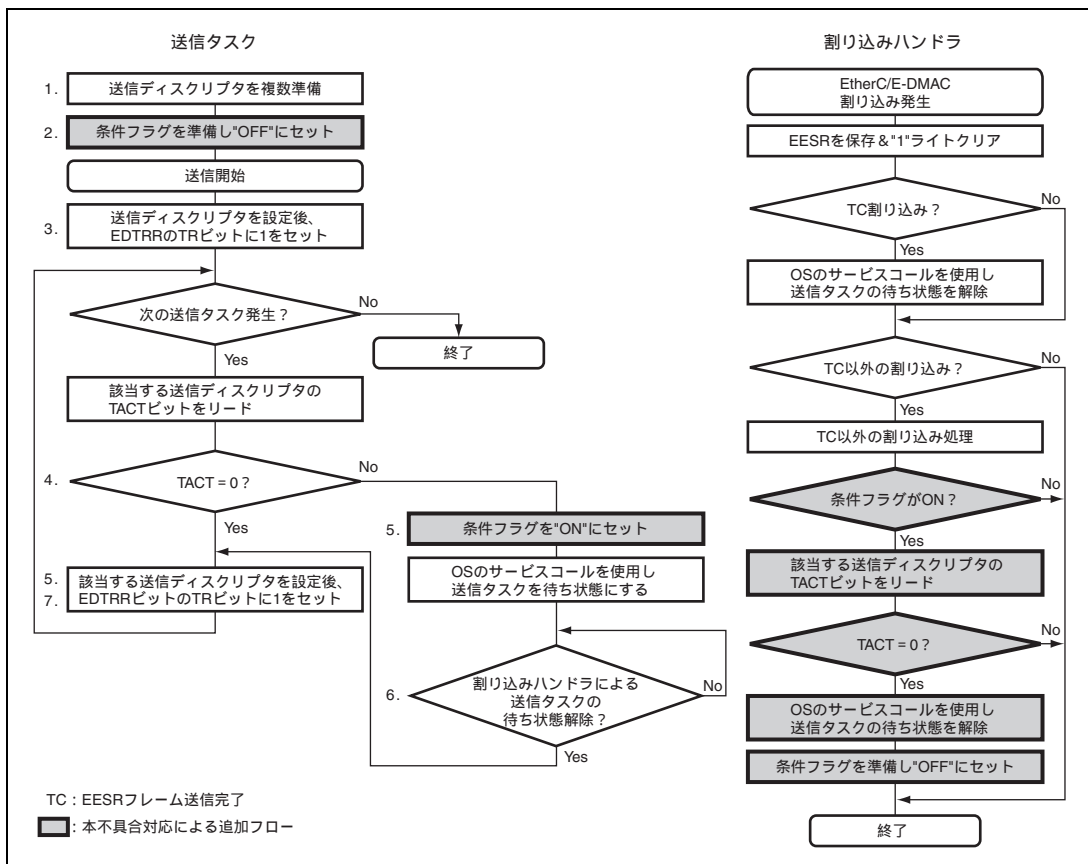 送信タスク
1.
送信ディスクリプタを複数準備
2.
条件フラグを準備し"OFF"にセット
送信開始
3.
送信ディスクリプタを設定後、
EDTRRのTRビットに1をセット
次の送信タスク発生？
No
終了
Yes
該当する送信ディスクリプタの
TACTビットをリード
4.
TACT = 0？
No
Yes
5.
条件フラグを"ON"にセット
OSのサービスコールを使用し
送信タスクを待ち状態にする
5.
7.
該当する送信ディスクリプタを設定後、
EDTRRビットのTRビットに1をセット
6.
割り込みハンドラによる
送信タスクの
待ち状態解除？
No
Yes
TC：EESRフレーム送信完了
：本不具合対応による追加フロー
割り込みハンドラ
EtherC/E-DMAC
割り込み発生
EESRを保存＆"1"ライトクリア
TC割り込み？
No
Yes
OSのサービスコールを使用し
送信タスクの待ち状態を解除
TC以外の割り込み？
No
Yes
TC以外の割り込み処理
条件フラグがON？
No
Yes
該当する送信ディスクリプタの
TACTビットをリード
TACT = 0？
No
Yes
OSのサービスコールを使用し
送信タスクの待ち状態を解除
条件フラグを準備し"OFF"にセット
終了